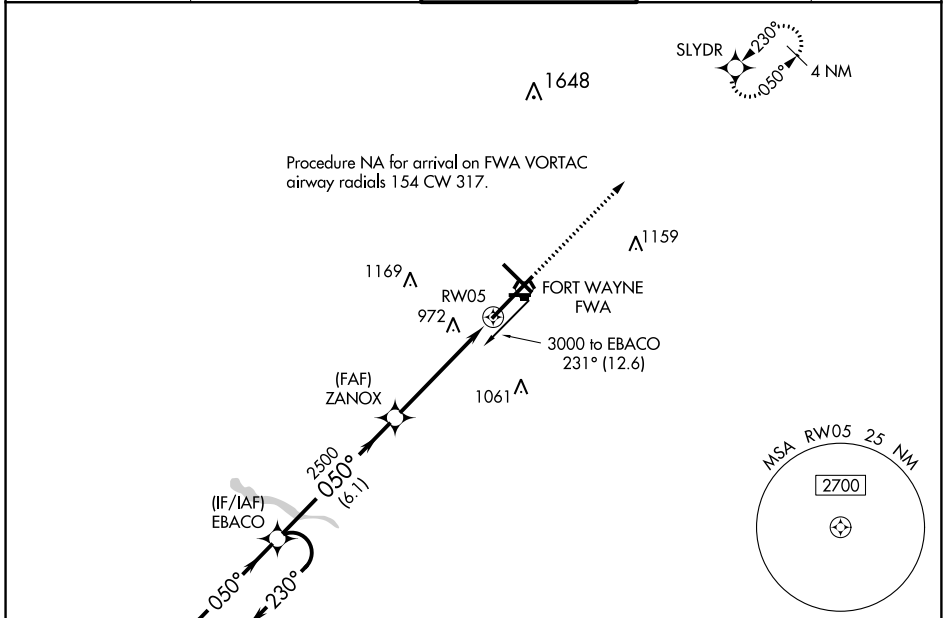 SLYDR
230°
050°
4 NM
1648
Procedure NA for arrival on FWA VORTAC
airway radials 154 CW 317.
1159
1169
RW05
FORT WAYNE
FWA
972
3000 to EBACO
231° (12.6)
(FAF)
ZANOX
1061
2500
050°
(6.1)
(IF/IAF)
EBACO
050°
230°
MSA RW05 25 NM
2700